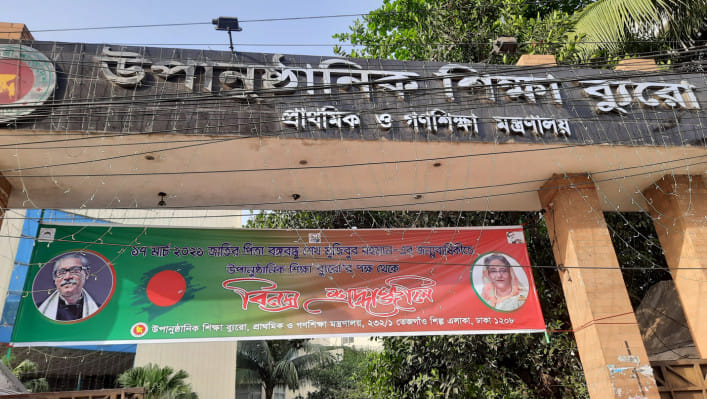 উপানুষ্ঠানিক শিক্ষা ব্যুরো
প্রাথমিক ও গণশিক্ষা মন্ত্রণালয়
১৭ মার্চ ২০২১ জাতির পিতা বঙ্গবন্ধু শেখ মুজিবুর রহমান-এর জন্মবার্ষিকীতে
উপানুষ্ঠানিক শিক্ষা ব্যুরো'র পক্ষ থেকে
বিনম্র শ্রদ্ধাঞ্জলি
উপানুষ্ঠানিক শিক্ষা ব্যুরো, প্রাথমিক ও গণশিক্ষা মন্ত্রণালয়, ২৩২/১ তেজগাঁও শিল্প এলাকা, ঢাকা ১২০৮